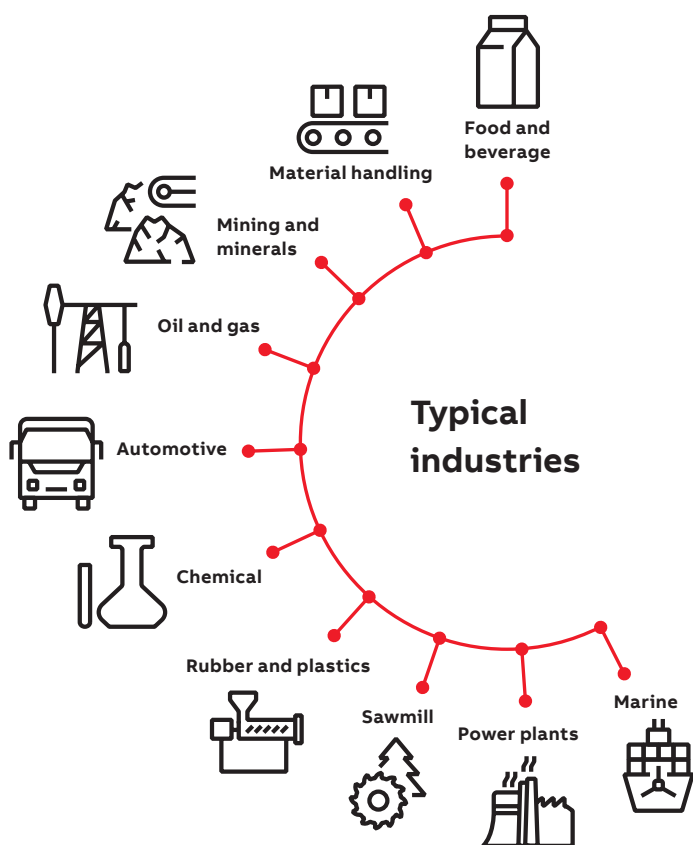 Food and
beverage
Material handling
Mining and
minerals
Oil and gas
Automotive
Typical
industries
Chemical
Rubber and plastics
Sawmill
Power plants
Marine